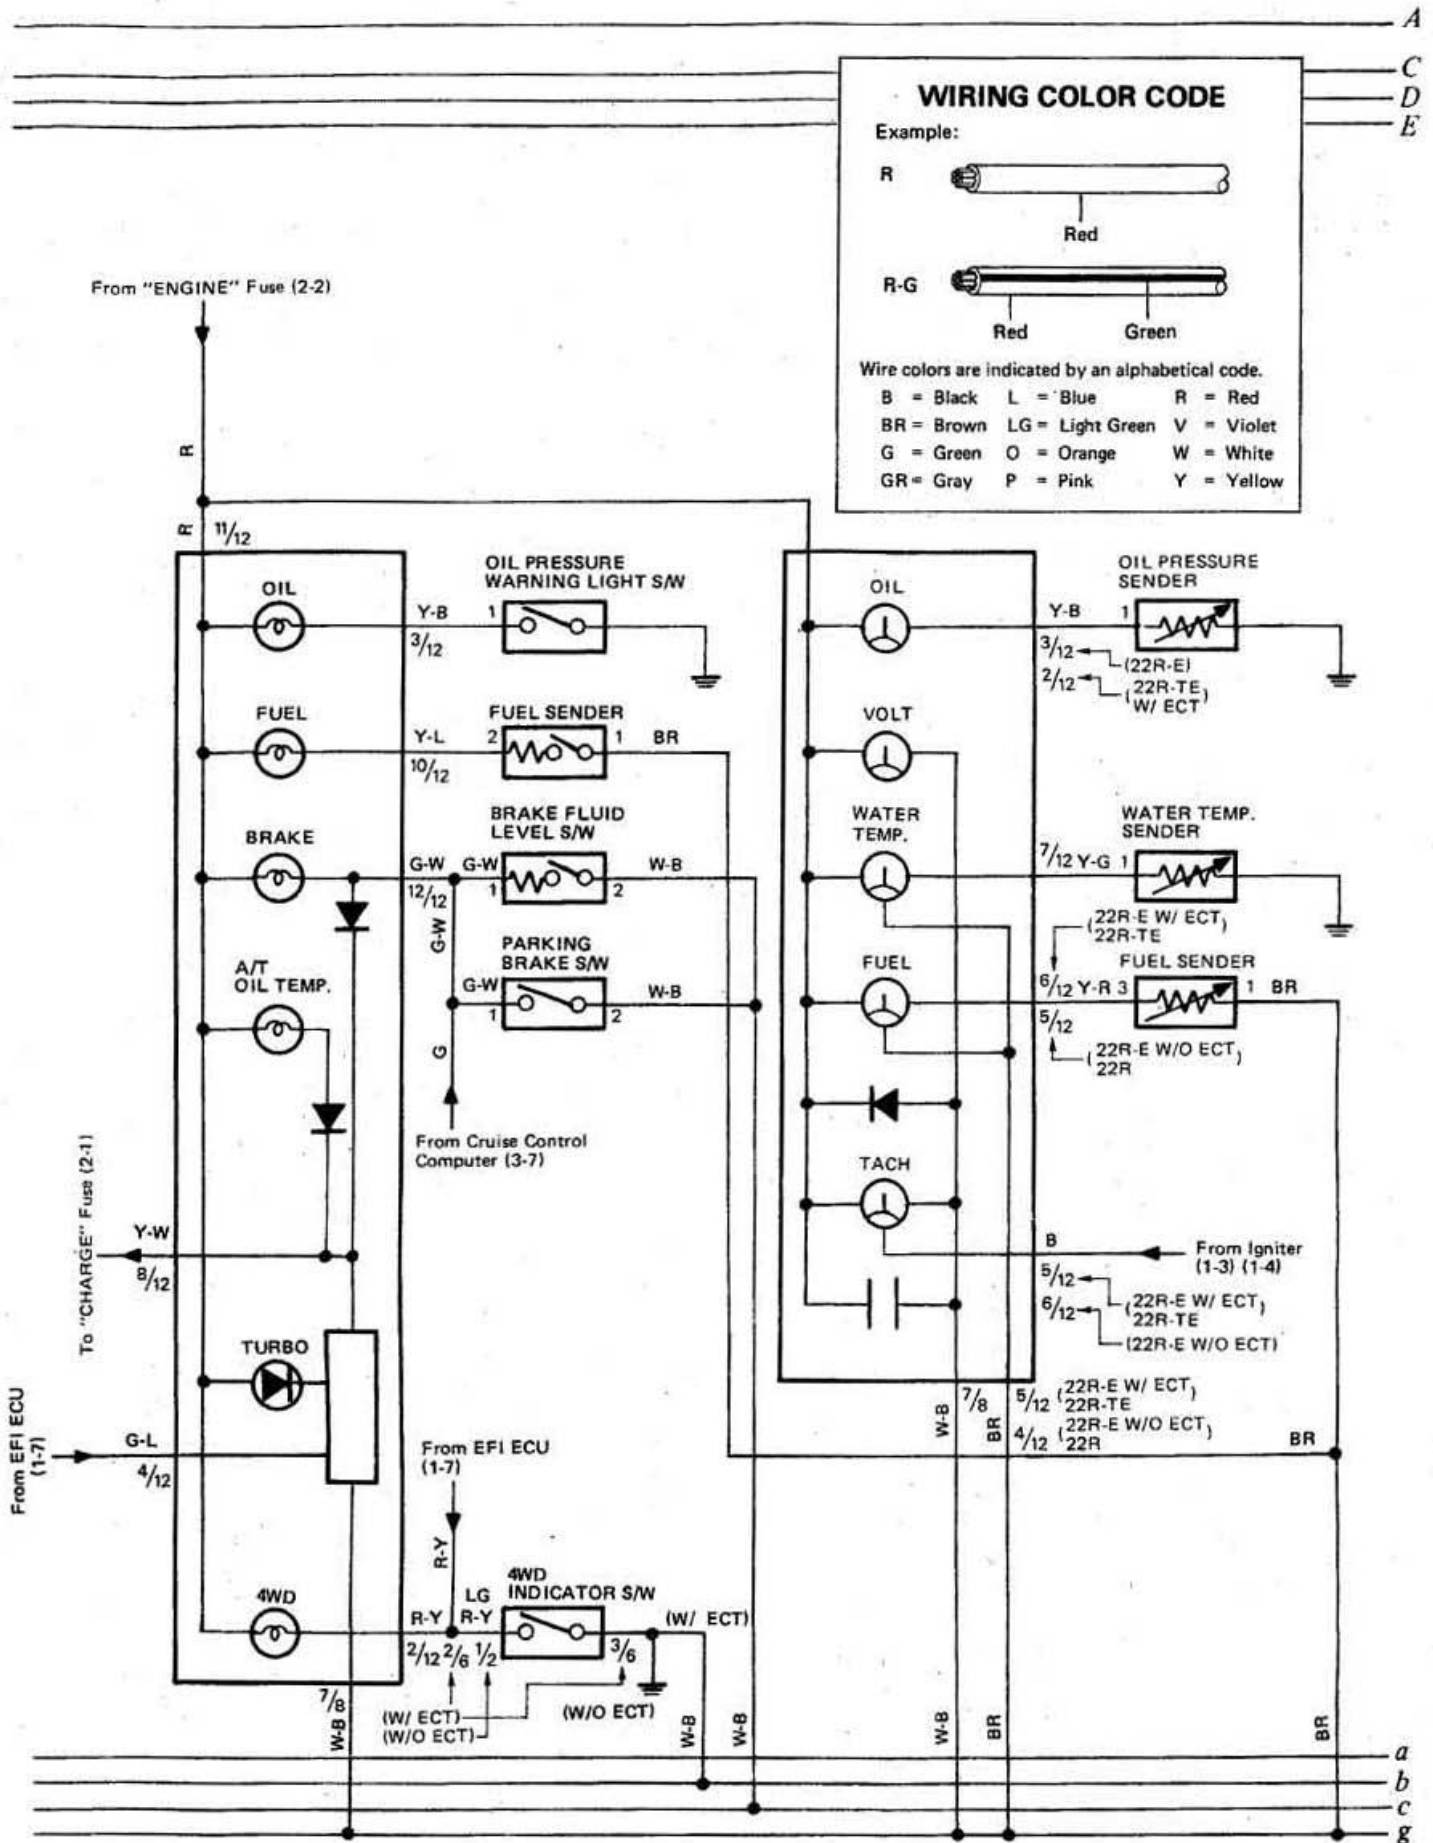 A
C
D
E
WIRING COLOR CODE
Example:
R
Red
R-G
Red Green
Wire colors are indicated by an alphabetical code.
B = Black L = Blue R = Red
BR = Brown LG = Light Green V = Violet
G = Green O = Orange W = White
GR = Gray P = Pink Y = Yellow
From "ENGINE" Fuse (2-2)
R
R 11/12
OIL
Y-B
3/12
OIL PRESSURE
WARNING LIGHT S/W
1
FUEL
Y-L
10/12
FUEL SENDER
2 1 BR
BRAKE
G-W G-W
12/12 1
BRAKE FLUID
LEVEL S/W
2
W-B
G-W
PARKING
BRAKE S/W
G-W
1 2
W-B
G
From Cruise Control
Computer (3-7)
A/T
OIL TEMP.
To "CHARGE" Fuse (2-1)
Y-W
8/12
TURBO
From EFI ECU
(1-7)
G-L
4/12
From EFI ECU
(1-7)
R-Y
4WD
R-Y
2/12
LG
R-Y
2/6 1/2
4WD
INDICATOR S/W
3/6
(W/ ECT)
(W/ ECT)
(W/O ECT)
(W/O ECT)
7/8
W-B
W-B
W-B
OIL
Y-B
3/12
(22R-E)
2/12
(22R-TE
W/ ECT)
OIL PRESSURE
SENDER
1
VOLT
WATER
TEMP.
7/12 Y-G 1
WATER TEMP.
SENDER
(22R-E W/ ECT)
22R-TE
FUEL
6/12 Y-R 3
5/12
FUEL SENDER
1 BR
(22R-E W/O ECT)
22R
TACH
B
From Igniter
(1-3) (1-4)
5/12
(22R-E W/ ECT)
22R-TE
6/12
(22R-E W/O ECT)
W-B
7/8
BR
5/12 (22R-E W/ ECT)
22R-TE
4/12 (22R-E W/O ECT)
22R
BR
W-B
BR
BR
a
b
c
g